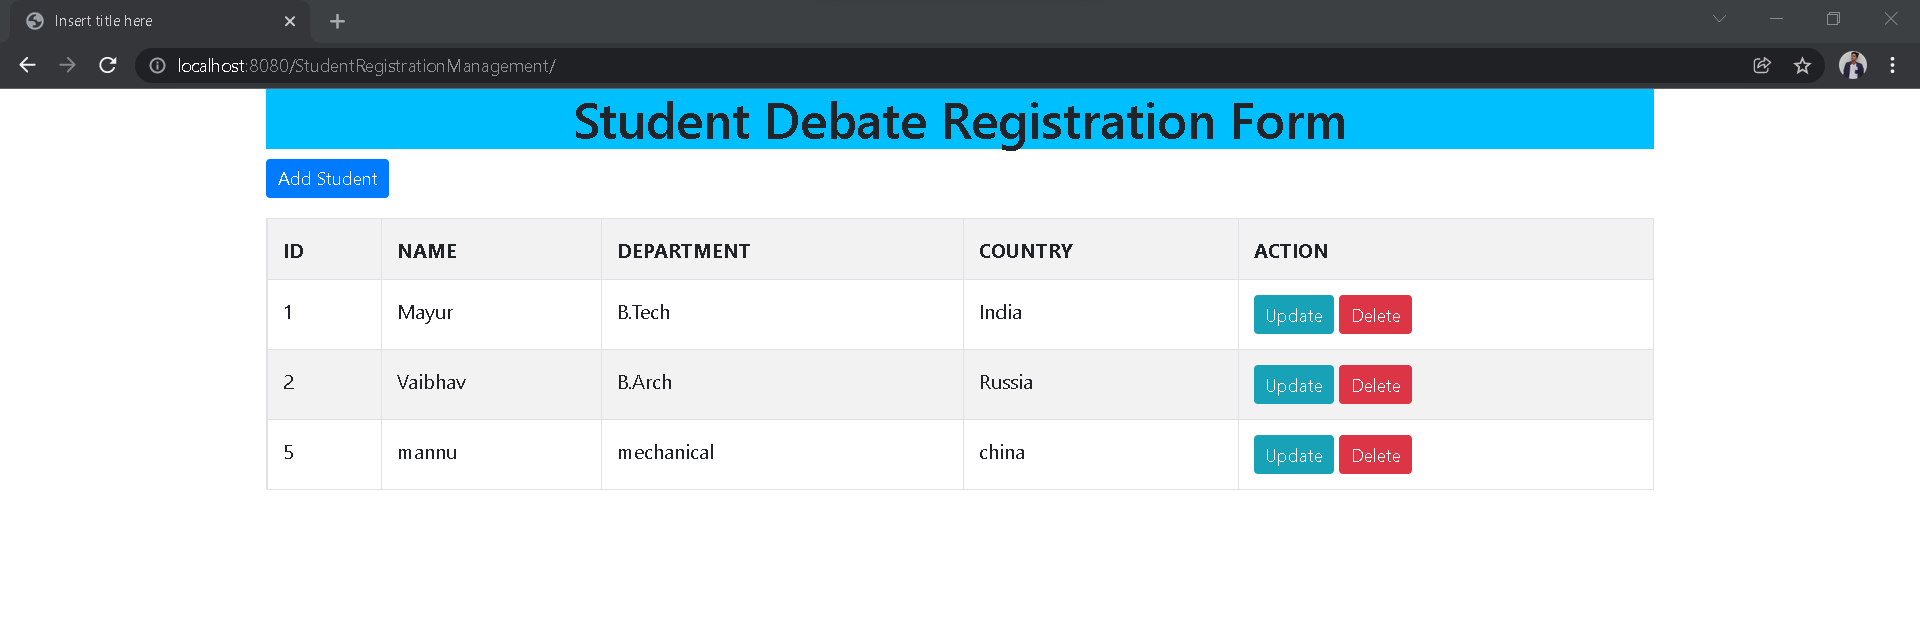 Insert title here
localhost:8080/StudentRegistrationManagement/
Student Debate Registration Form
Add Student
ID NAME DEPARTMENT COUNTRY ACTION
1 Mayur B.Tech India Update Delete
2 Vaibhav B.Arch Russia Update Delete
5 mannu mechanical china Update Delete